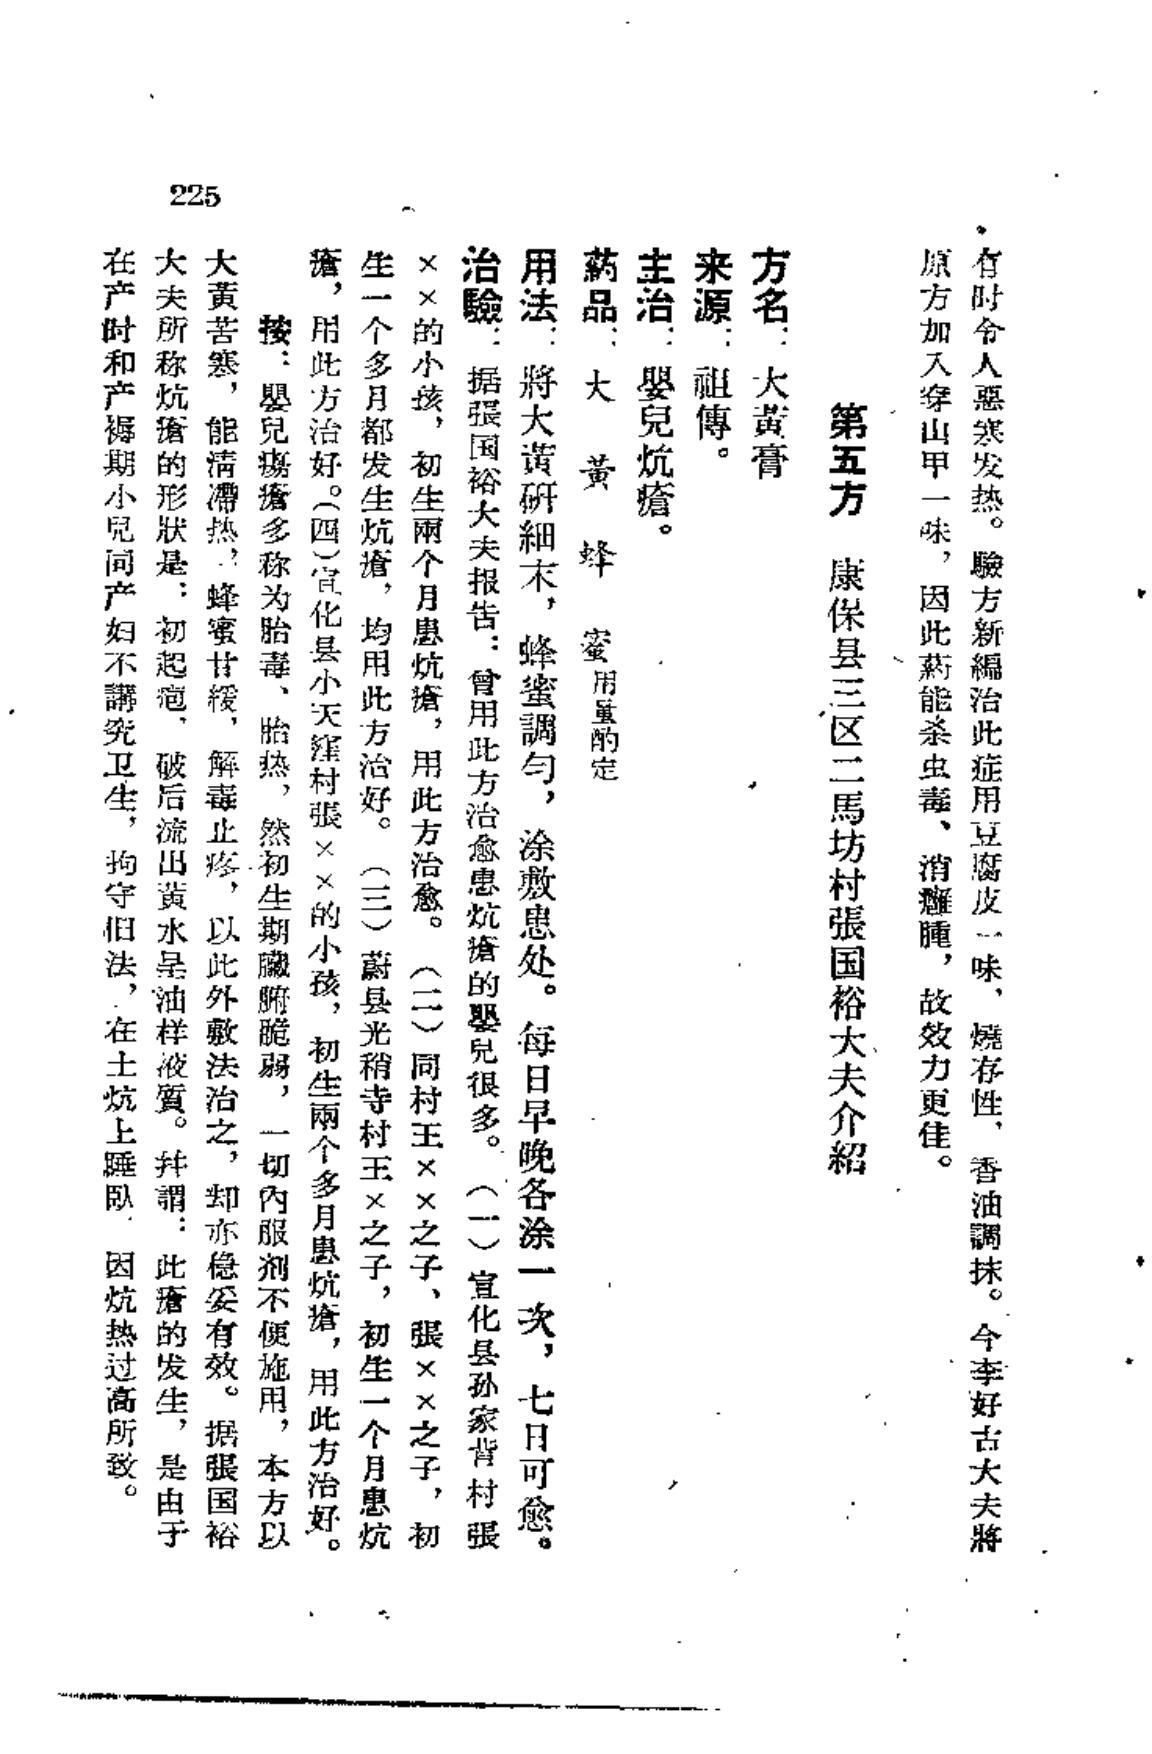 有时令人惡寒发热。驗方新編治此症用豆腐皮一味、燒存性、香油調抹。今李好古大夫將
原方加入穿山甲一味，因此葯能杀虫毒、消癰腫，故效力更佳。
第五方　康保县三区二馬坊村張国裕大夫介紹
方名：大黃膏
来源：祖傳。
主治：嬰兒炕瘡。
葯品：大黃　蜂蜜用量酌定
用法：將大黃研細末，蜂蜜調勻，涂敷患处。每日早晚各涂一次，七日可愈。
治驗：据張国裕大夫报告：曾用此方治愈患炕瘡的嬰兒很多。（一）宣化县孙家背村張
××的小孩，初生兩个月患炕瘡，用此方治愈。（二）同村王××之子、張××之子，初
生一个多月都发生炕瘡，均用此方治好。（三）蔚县光稍寺村王×之子，初生一个月患炕
瘡，用此方治好。（四）宣化县小天窪村張××的小孩，初生兩个多月患炕瘡，用此方治好。
按：嬰兒瘍瘡多称为胎毒、胎热，然初生期臟腑脆弱，一切內服剂不便施用，本方以
大黃苦寒，能清滯热，蜂蜜甘緩，解毒止疼，以此外敷法治之，却亦穩妥有效。据張国裕
大夫所称炕瘡的形狀是：初起疱，破后流出黃水呈油样液質。幷謂：此瘡的发生，是由于
在产时和产褥期小兒同产妇不講究卫生，拘守旧法，在土炕上睡臥，因炕热过高所致。
225